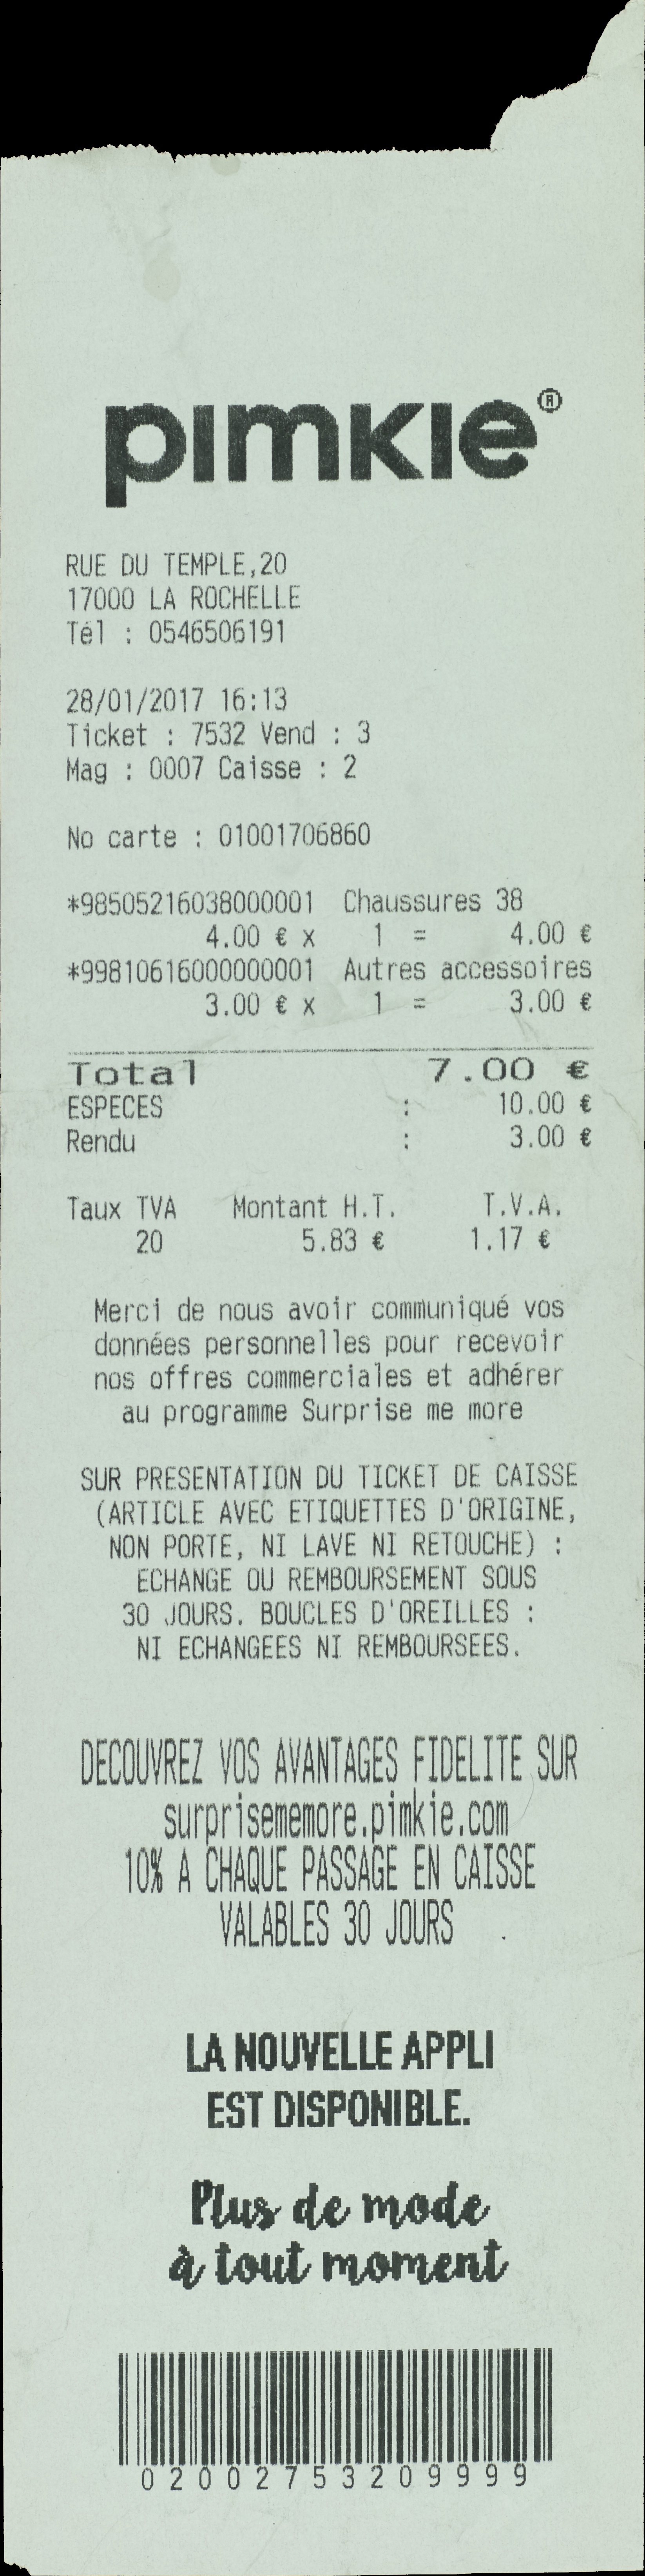 pimkie®
RUE DU TEMPLE,20
17000 LA ROCHELLE
Tél : 0546506191
28/01/2017 16:13
Ticket : 7532 Vend : 3
Mag : 0007 Caisse : 2
No carte : 01001706860
*985052160380000001 Chaussures 38
4.00 € x 1 = 4.00 €
*998106160000000001 Autres accessoires
3.00 € x 1 = 3.00 €
Total 7.00 €
ESPECES : 10.00 €
Rendu : 3.00 €
Taux TVA Montant H.T. T.V.A.
20 5.83 € 1.17 €
Merci de nous avoir communiqué vos
données personnelles pour recevoir
nos offres commerciales et adhérer
au programme Surprise me more
SUR PRESENTATION DU TICKET DE CAISSE
(ARTICLE AVEC ETIQUETTES D'ORIGINE,
NON PORTE, NI LAVE NI RETOUCHE) :
ECHANGE OU REMBOURSEMENT SOUS
30 JOURS. BOUCLES D'OREILLES :
NI ECHANGEES NI REMBOURSEES.
DECOUVREZ VOS AVANTAGES FIDELITE SUR
surprisememore.pimkie.com
10% A CHAQUE PASSAGE EN CAISSE
VALABLES 30 JOURS
LA NOUVELLE APPLI
EST DISPONIBLE.
Plus de mode
à tout moment
02002753209999